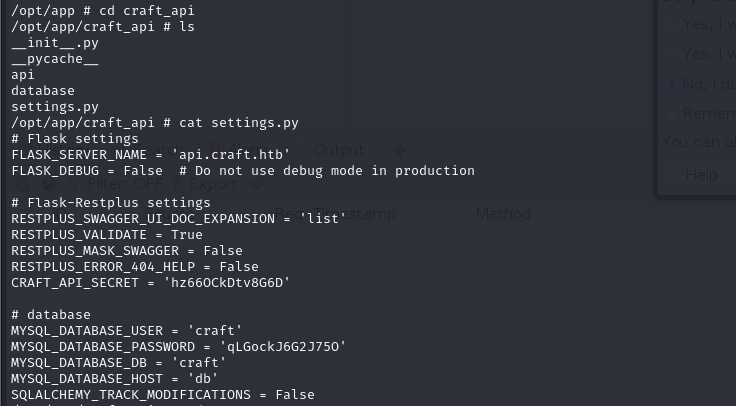 /opt/app # cd craft_api
/opt/app/craft_api # ls
__init__.py
__pycache__
api
database
settings.py
/opt/app/craft_api # cat settings.py
# Flask settings
FLASK_SERVER_NAME = 'api.craft.htb'
FLASK_DEBUG = False  # Do not use debug mode in production

# Flask-Restplus settings
RESTPLUS_SWAGGER_UI_DOC_EXPANSION = 'list'
RESTPLUS_VALIDATE = True
RESTPLUS_MASK_SWAGGER = False
RESTPLUS_ERROR_404_HELP = False
CRAFT_API_SECRET = 'hz66OCkDtv8G6D'

# database
MYSQL_DATABASE_USER = 'craft'
MYSQL_DATABASE_PASSWORD = 'qLGockJ6G2J75O'
MYSQL_DATABASE_DB = 'craft'
MYSQL_DATABASE_HOST = 'db'
SQLALCHEMY_TRACK_MODIFICATIONS = False
Yes, I w
Yes, I w
No, I do
Remem
You can al
Help
Output
Filter: OFF
Export
Timestamp
Method